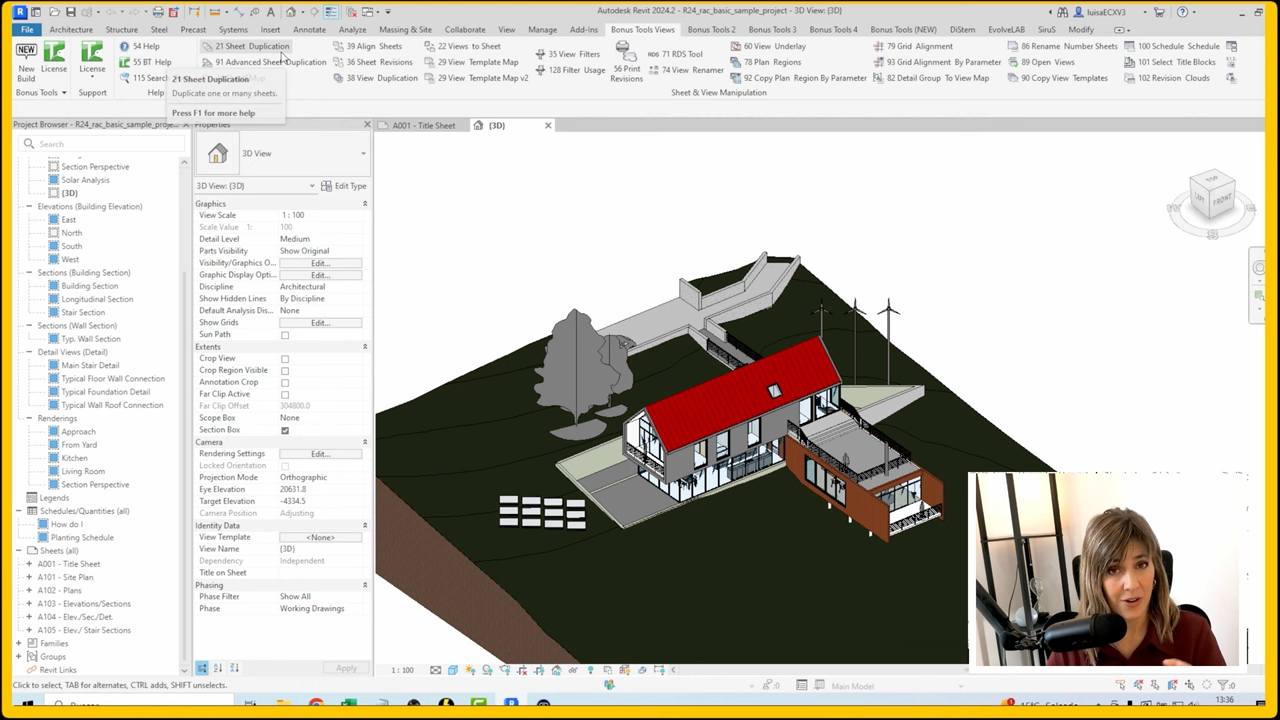 Autodesk Revit 2024.2 - R24_rac_basic_sample_project - 3D View: {3D}
luisaECXV3
File Architecture Structure Steel Precast Systems Insert Annotate Analyze Massing & Site Collaborate View Manage Add-Ins Bonus Tools Views Bonus Tools 2 Bonus Tools 3 Bonus Tools 4 DiStem EvolveLAB SiruS Modify
NEW
New
Build
License
License
Bonus Tools
Support
54 Help
55 BT Help
115 Search
Help
21 Sheet Duplication
91 Advanced Sheet Duplication
39 Align Sheets
36 Sheet Revisions
38 View Duplication
22 Views to Sheet
29 View Template Map
29 View Template Map v2
35 View Filters
128 Filter Usage
56 Print
Revisions
71 RDS Tool
74 View Renamer
60 View Underlay
72 Plan Regions
92 Copy Plan Region By Parameter
79 Grid Alignment
93 Grid Alignment By Parameter
82 Detail Group To View Map
86 Rename Number Sheets
89 Open Views
90 Copy View Templates
100 Schedule Sheets
101 Select Title Blocks
102 Revision Clouds
Sheet & View Manipulation
21 Sheet Duplication
Duplicate one or many sheets.
Press F1 for more help
Project Browser - R24_rac_basic_sample_proje...
Search
Section Perspective
Solar Analysis
{3D}
Elevations (Building Elevation)
East
North
South
West
Sections (Building Section)
Building Section
Longitudinal Section
Stair Section
Sections (Wall Section)
Typ. Wall Section
Detail Views (Detail)
Main Stair Detail
Typical Floor Wall Connection
Typical Foundation Detail
Typical Wall Roof Connection
Renderings
Approach
From Yard
Kitchen
Living Room
Section Perspective
Legends
Schedules/Quantities (all)
How do I
Planting Schedule
Sheets (all)
A001 - Title Sheet
A101 - Site Plan
A102 - Plans
A103 - Elevations/Sections
A104 - Elev./Sec./Det.
A105 - Elev./ Stair Sections
Families
Groups
Revit Links
Properties
3D View
3D View: {3D}
Edit Type
Graphics
View Scale 1 : 100
Scale Value 1: 100
Detail Level Medium
Parts Visibility Show Original
Visibility/Graphics O... Edit...
Graphic Display Opti... Edit...
Discipline Architectural
Show Hidden Lines By Discipline
Default Analysis Dis... None
Show Grids Edit...
Sun Path
Extents
Crop View
Crop Region Visible
Annotation Crop
Far Clip Active
Far Clip Offset 304800.0
Scope Box None
Section Box
Camera
Rendering Settings Edit...
Locked Orientation
Projection Mode Orthographic
Eye Elevation 20631.8
Target Elevation -4334.5
Camera Position Adjusting
Identity Data
View Template <None>
View Name {3D}
Dependency Independent
Title on Sheet
Phasing
Phase Filter Show All
Phase Working Drawings
Apply
A001 - Title Sheet
{3D}
TOP
LEFT
FRONT
1 : 100
Click to select, TAB for alternates, CTRL adds, SHIFT unselects.
:0
Main Model
:0
13:36